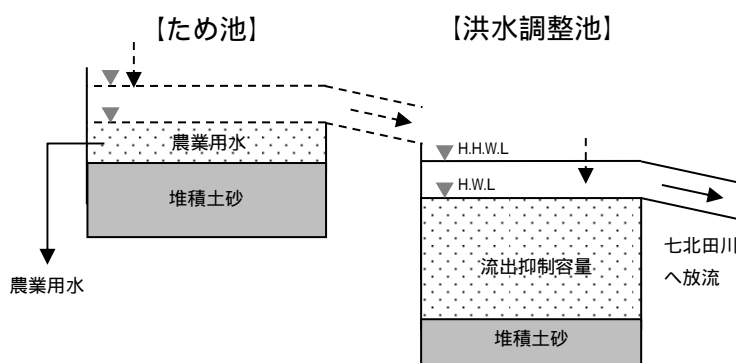 【ため池】
【洪水調整池】
農業用水
堆積土砂
農業用水
H.H.W.L
H.W.L
流出抑制容量
堆積土砂
七北田川
へ放流